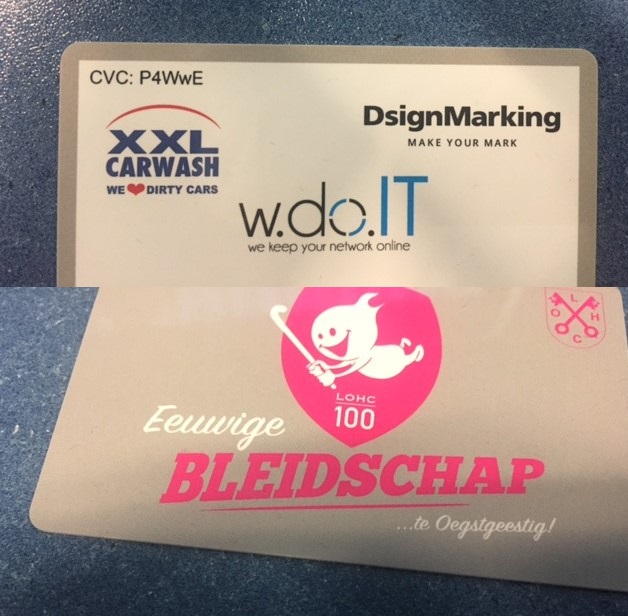 CVC: P4WwE
XXL
CARWASH
WE ❤ DIRTY CARS
DsignMarking
MAKE YOUR MARK
w.do.IT
we keep your network online
L
O H
C
LOHC
100
Eeuwige
BLEIDSCHAP
...te Oegstgeestig!